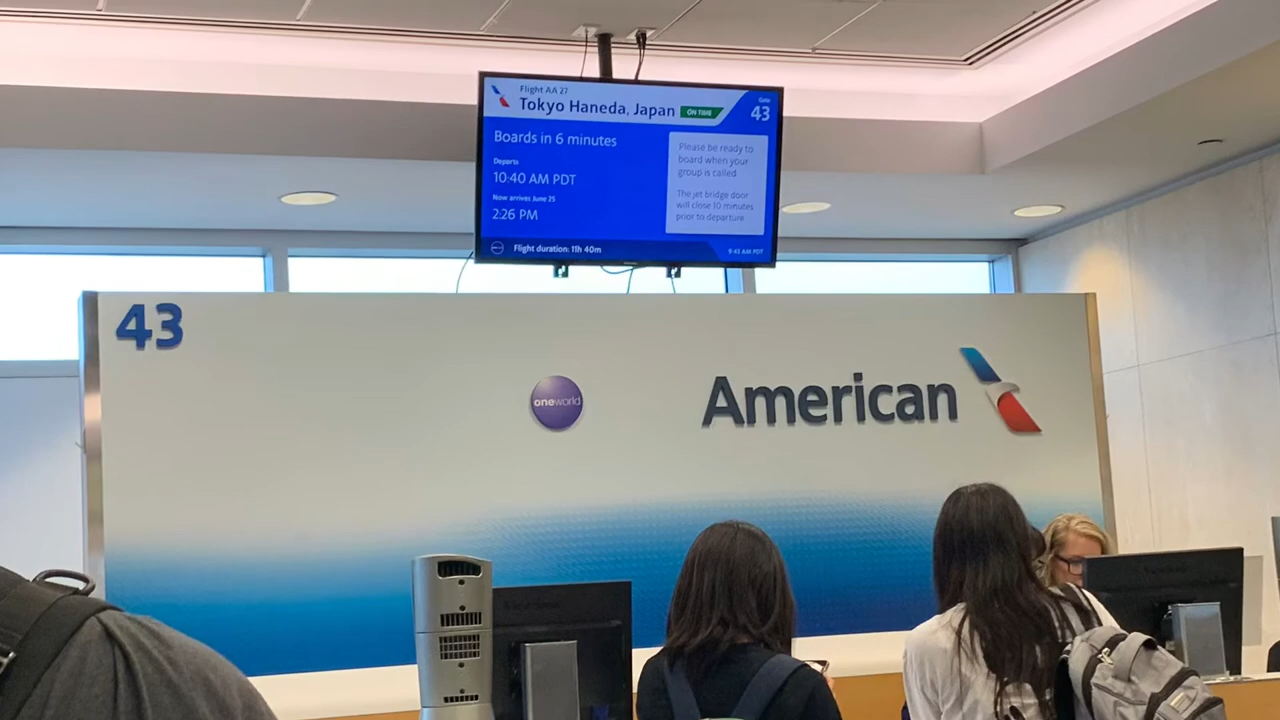 Flight AA 27
Tokyo Haneda, Japan ON TIME
Gate
43
Boards in 6 minutes
Departs
10:40 AM PDT
Now arrives June 25
2:26 PM
Please be ready to
board when your
group is called
The jet bridge door
will close 10 minutes
prior to departure
Flight duration: 11h 40m
9:43 AM PDT
43
oneworld
American